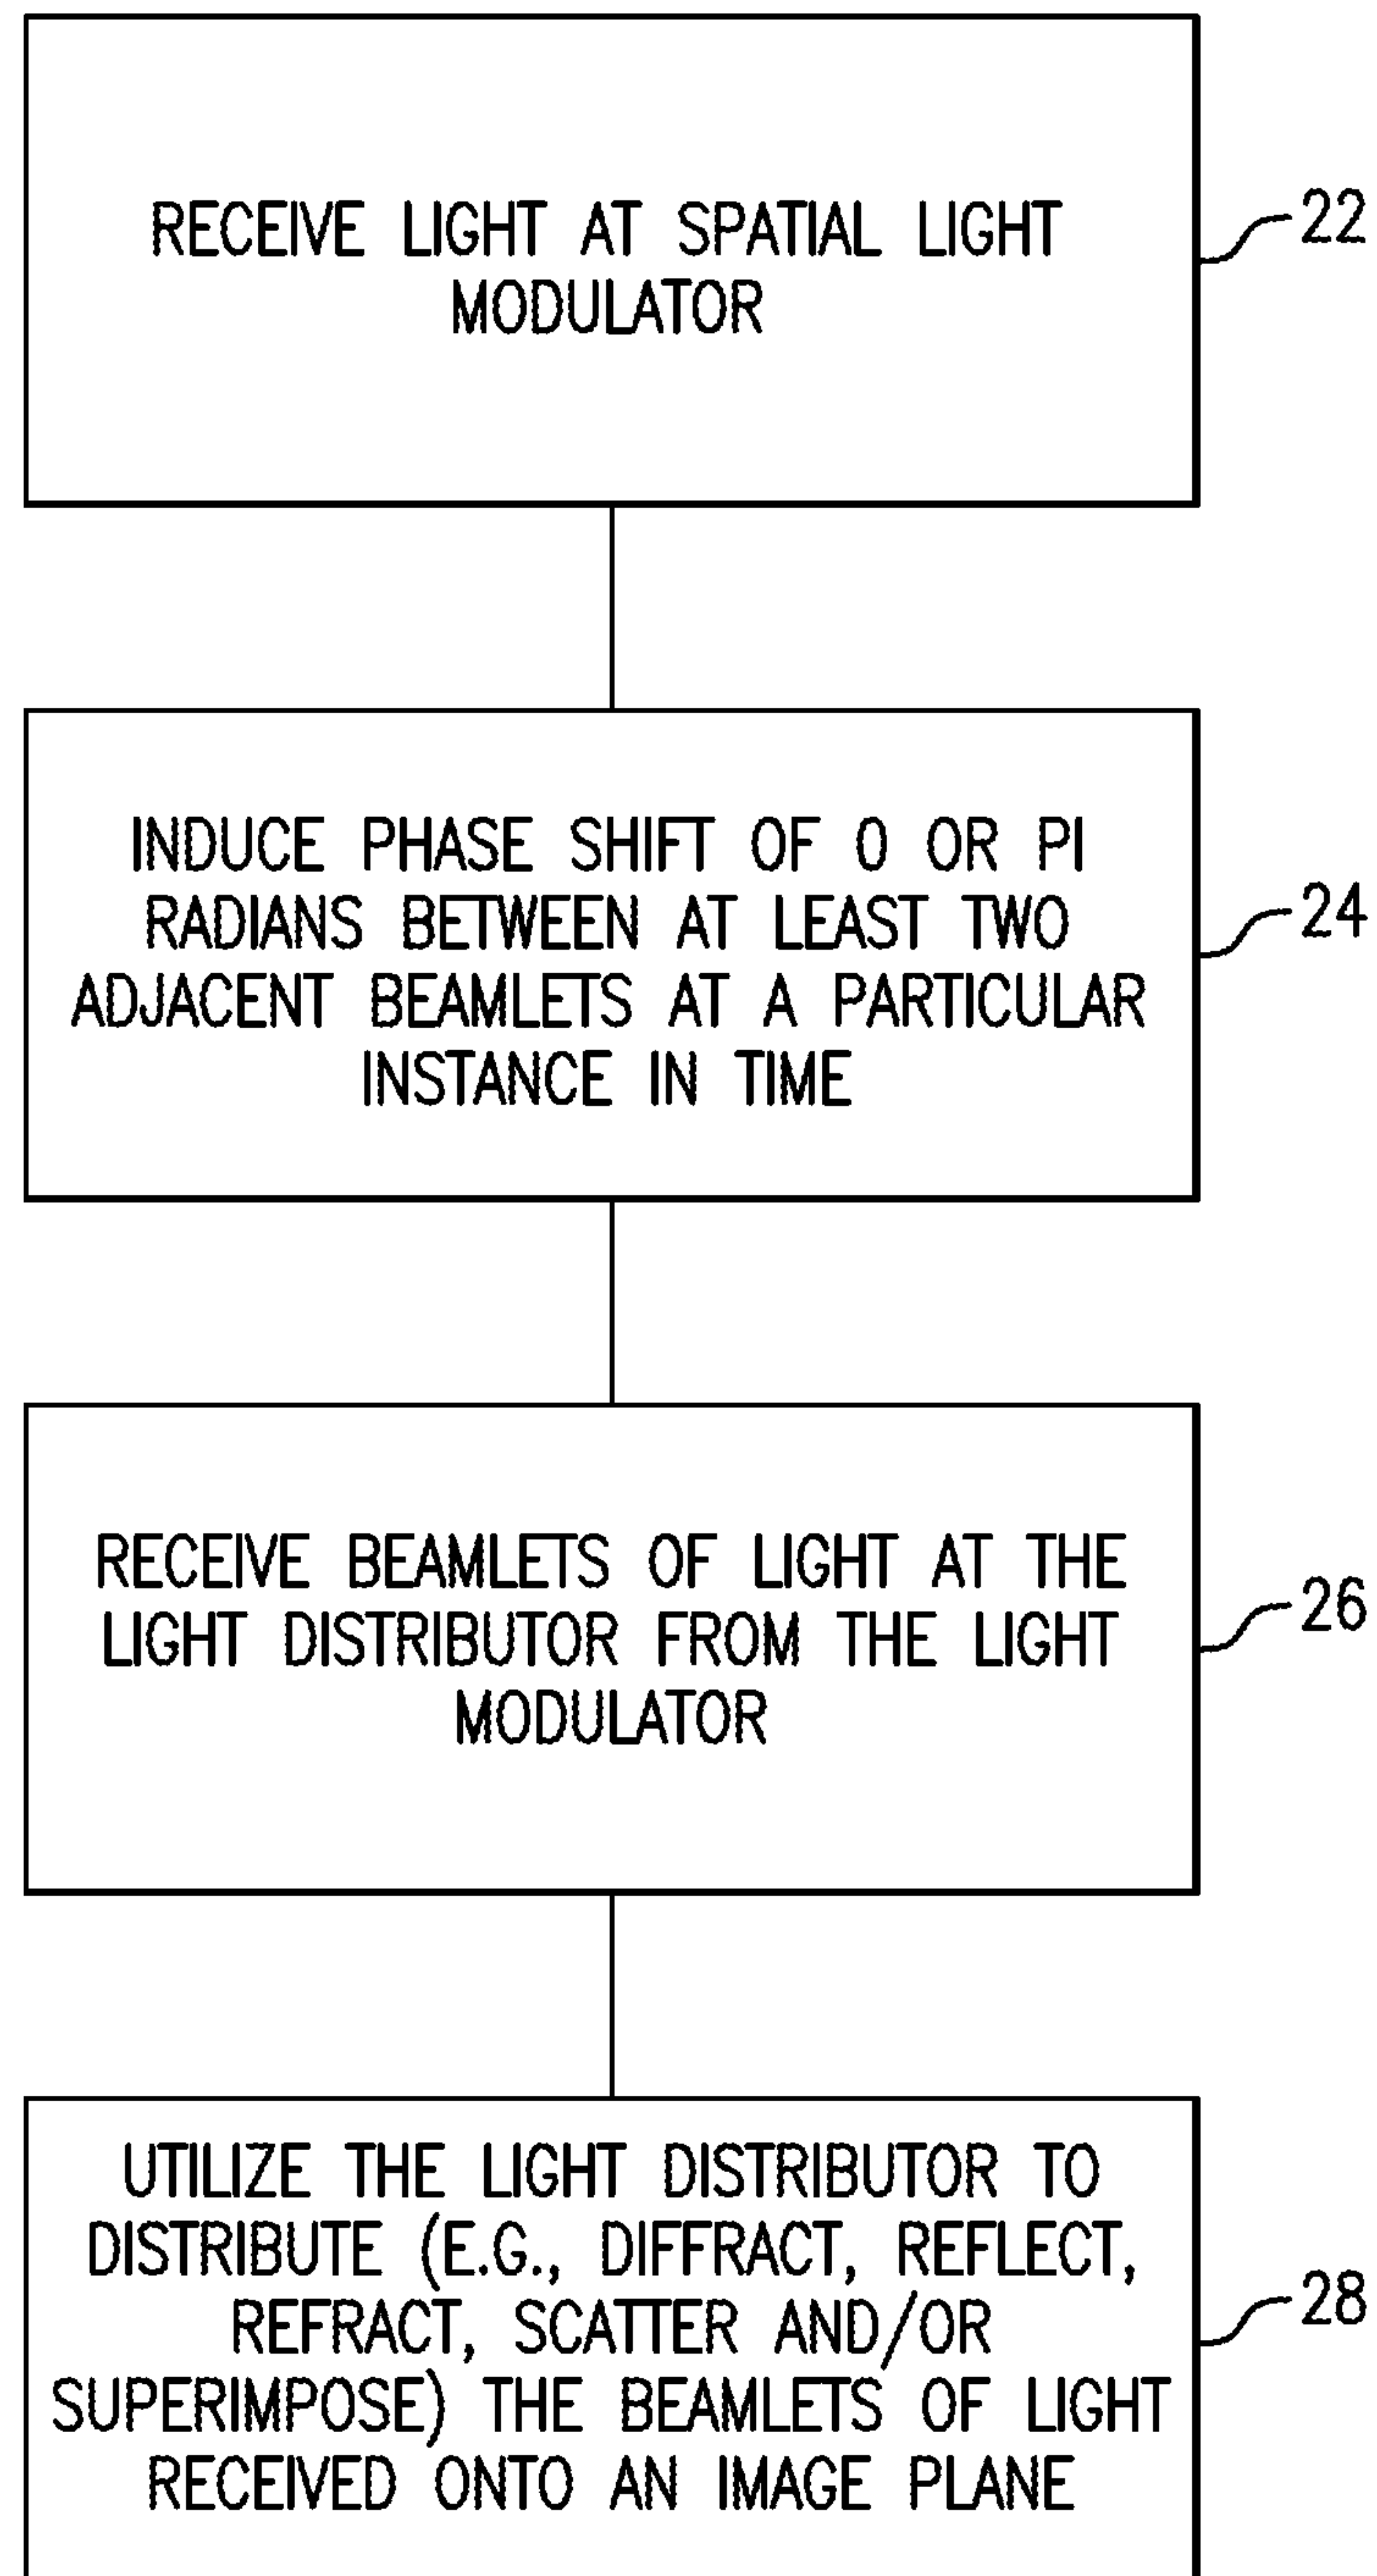 RECEIVE LIGHT AT SPATIAL LIGHT
MODULATOR
22
INDUCE PHASE SHIFT OF 0 OR PI
RADIANS BETWEEN AT LEAST TWO
ADJACENT BEAMLETS AT A PARTICULAR
INSTANCE IN TIME
24
RECEIVE BEAMLETS OF LIGHT AT THE
LIGHT DISTRIBUTOR FROM THE LIGHT
MODULATOR
26
UTILIZE THE LIGHT DISTRIBUTOR TO
DISTRIBUTE (E.G., DIFFRACT, REFLECT,
REFRACT, SCATTER AND/OR
SUPERIMPOSE) THE BEAMLETS OF LIGHT
RECEIVED ONTO AN IMAGE PLANE
28